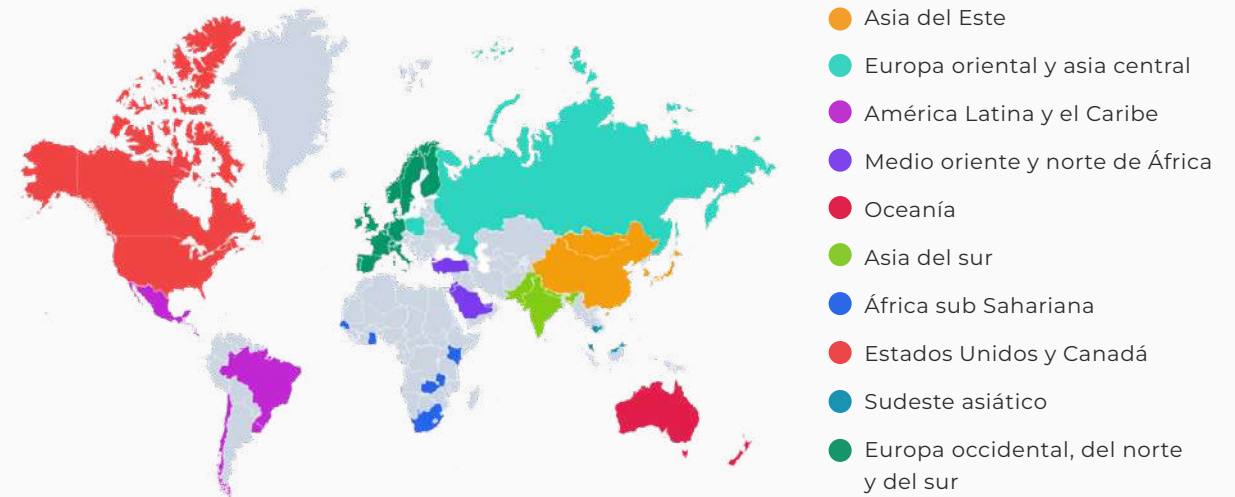 Asia del Este
Europa oriental y asia central
América Latina y el Caribe
Medio oriente y norte de África
Oceanía
Asia del sur
África sub Sahariana
Estados Unidos y Canadá
Sudeste asiático
Europa occidental, del norte
y del sur